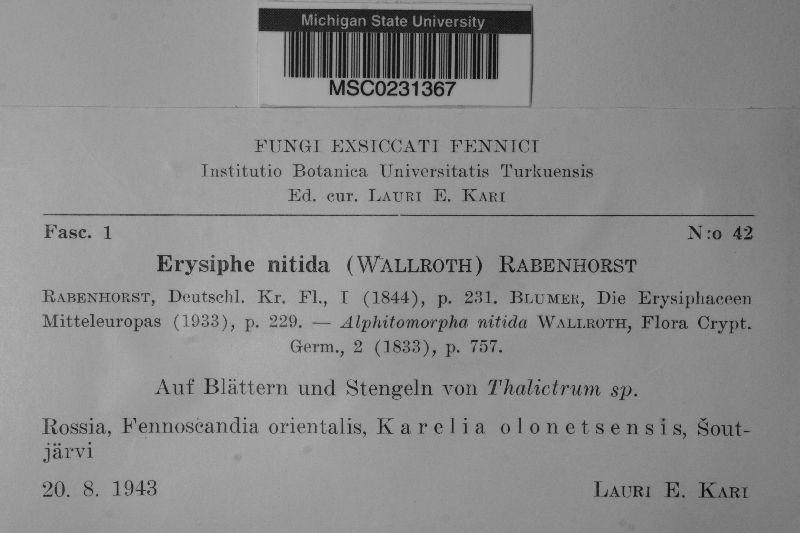 Michigan State University
MSC0231367
FUNGI EXSICCATI FENNICI
Institutio Botanica Universitatis Turkuensis
Ed. cur. LAURI E. KARI
Fasc. 1 N:o 42
Erysiphe nitida (WALLROTH) RABENHORST
RABENHORST, Deutschl. Kr. Fl., I (1844), p. 231. BLUMER, Die Erysiphaceen
Mitteleuropas (1933), p. 229. — Alphitomorpha nitida WALLROTH, Flora Crypt.
Germ., 2 (1833), p. 757.
Auf Blättern und Stengeln von Thalictrum sp.
Rossia, Fennoscandia orientalis, Karelia olonetsensis, Šout-
järvi
20. 8. 1943 LAURI E. KARI